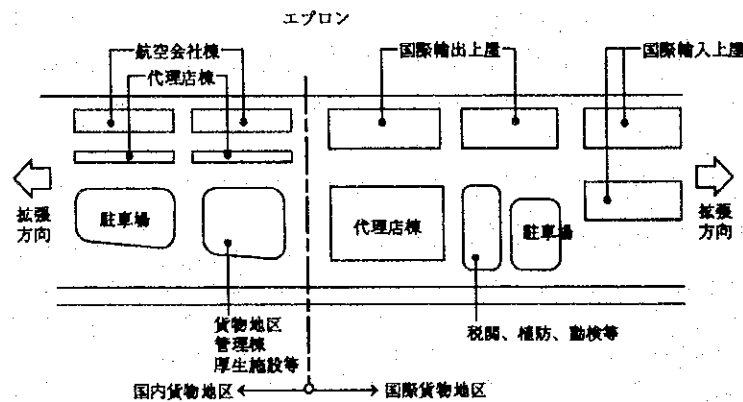 エプロン
航空会社棟
国際輸出上屋
国際輸入上屋
代理店棟
拡張
方向
駐車場
代理店棟
駐車場
拡張
方向
貨物地区
管理棟
厚生施設等
税関、植防、動検等
国内貨物地区
国際貨物地区